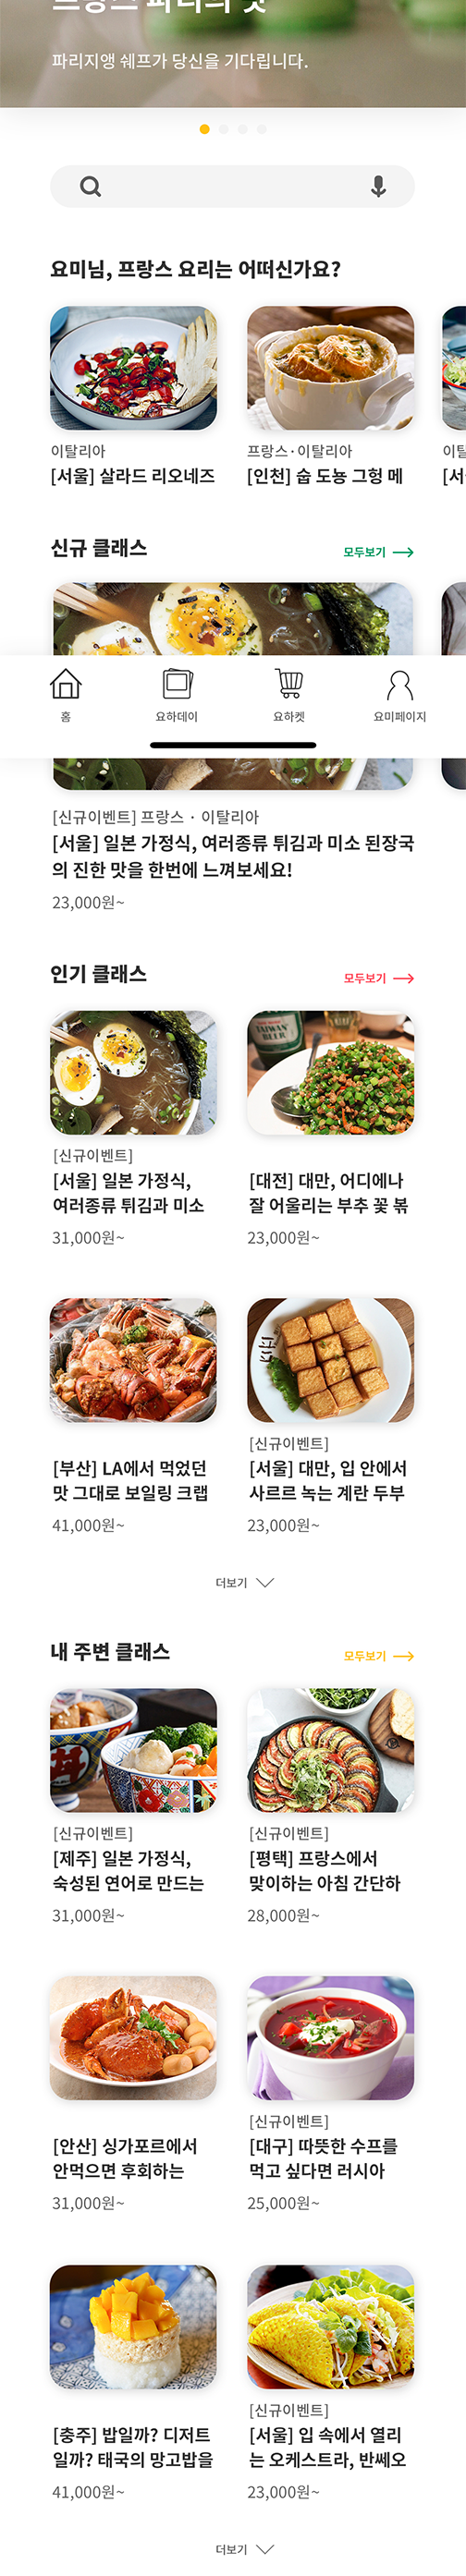 프랑스 파리의 맛
파리지앵 쉐프가 당신을 기다립니다.
요미님, 프랑스 요리는 어떠신가요?
이탈리아
프랑스·이탈리아
이탈
[서울] 살라드 리오네즈
[인천] 숩 도뇽 그헝 메
[서
신규 클래스
모두보기
홈
요하데이
요하켓
요미페이지
[신규이벤트] 프랑스 · 이탈리아
[서울] 일본 가정식, 여러종류 튀김과 미소 된장국
의 진한 맛을 한번에 느껴보세요!
23,000원~
인기 클래스
모두보기
TAIWAN
BEER
[신규이벤트]
[서울] 일본 가정식,
여러종류 튀김과 미소
31,000원~
[대전] 대만, 어디에나
잘 어울리는 부추 꽃 볶
23,000원~
[부산] LA에서 먹었던
맛 그대로 보일링 크랩
41,000원~
[신규이벤트]
[서울] 대만, 입 안에서
사르르 녹는 계란 두부
23,000원~
더보기
내 주변 클래스
모두보기
[신규이벤트]
[제주] 일본 가정식,
숙성된 연어로 만드는
31,000원~
[신규이벤트]
[평택] 프랑스에서
맞이하는 아침 간단하
28,000원~
[안산] 싱가포르에서
안먹으면 후회하는
31,000원~
[신규이벤트]
[대구] 따뜻한 수프를
먹고 싶다면 러시아
25,000원~
[충주] 밥일까? 디저트
일까? 태국의 망고밥을
41,000원~
[신규이벤트]
[서울] 입 속에서 열리
는 오케스트라, 반쎄오
23,000원~
더보기